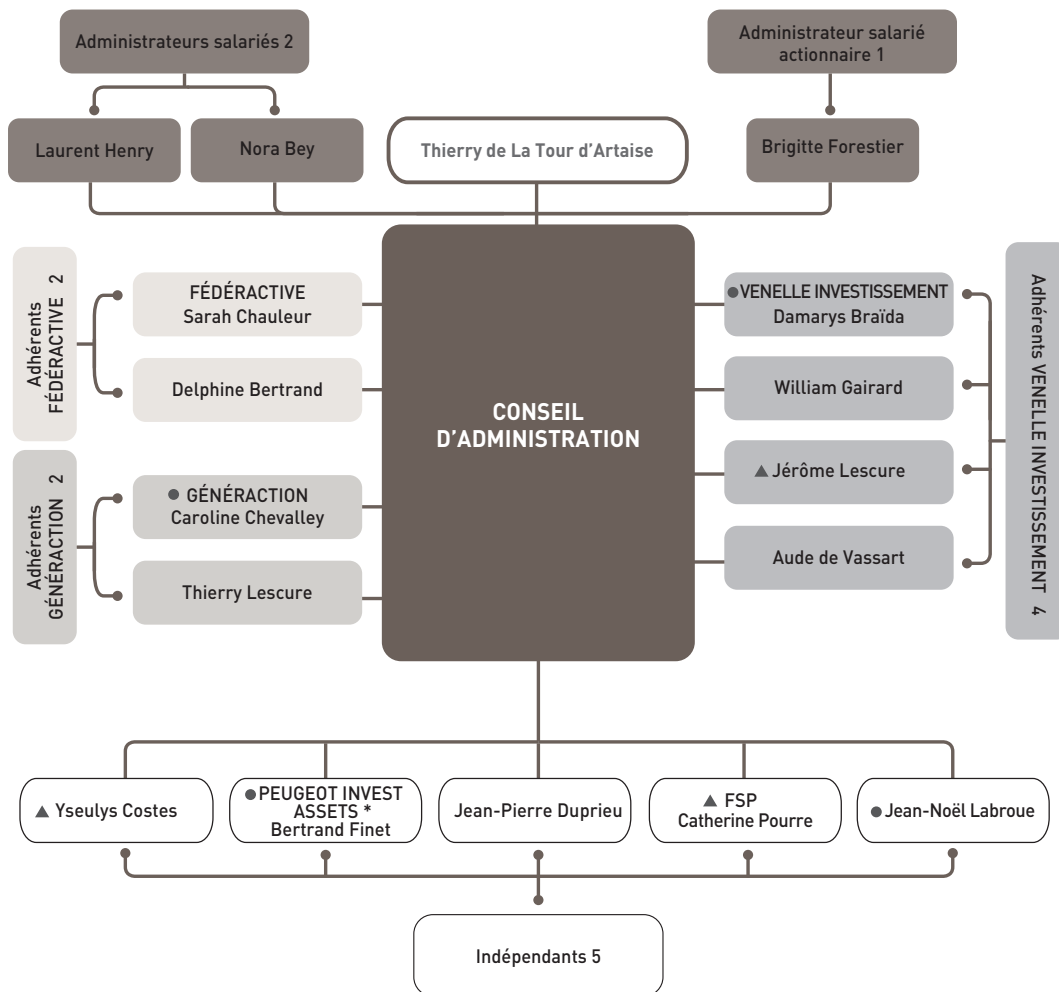 Administrateurs salariés 2
Administrateur salarié
actionnaire 1
Laurent Henry
Nora Bey
Thierry de La Tour d'Artaise
Brigitte Forestier
Adhérents
FÉDÉRACTIVE 2
FÉDÉRACTIVE
Sarah Chauleur
Delphine Bertrand
Adhérents
GÉNÉRACTION 2
● GÉNÉRACTION
Caroline Chevalley
Thierry Lescure
CONSEIL
D'ADMINISTRATION
● VENELLE INVESTISSEMENT
Damarys Braïda
William Gairard
▲ Jérôme Lescure
Aude de Vassart
Adhérents VENELLE INVESTISSEMENT 4
▲ Yseulys Costes
● PEUGEOT INVEST
ASSETS *
Bertrand Finet
Jean-Pierre Duprieu
▲ FSP
Catherine Pourre
● Jean-Noël Labroue
Indépendants 5